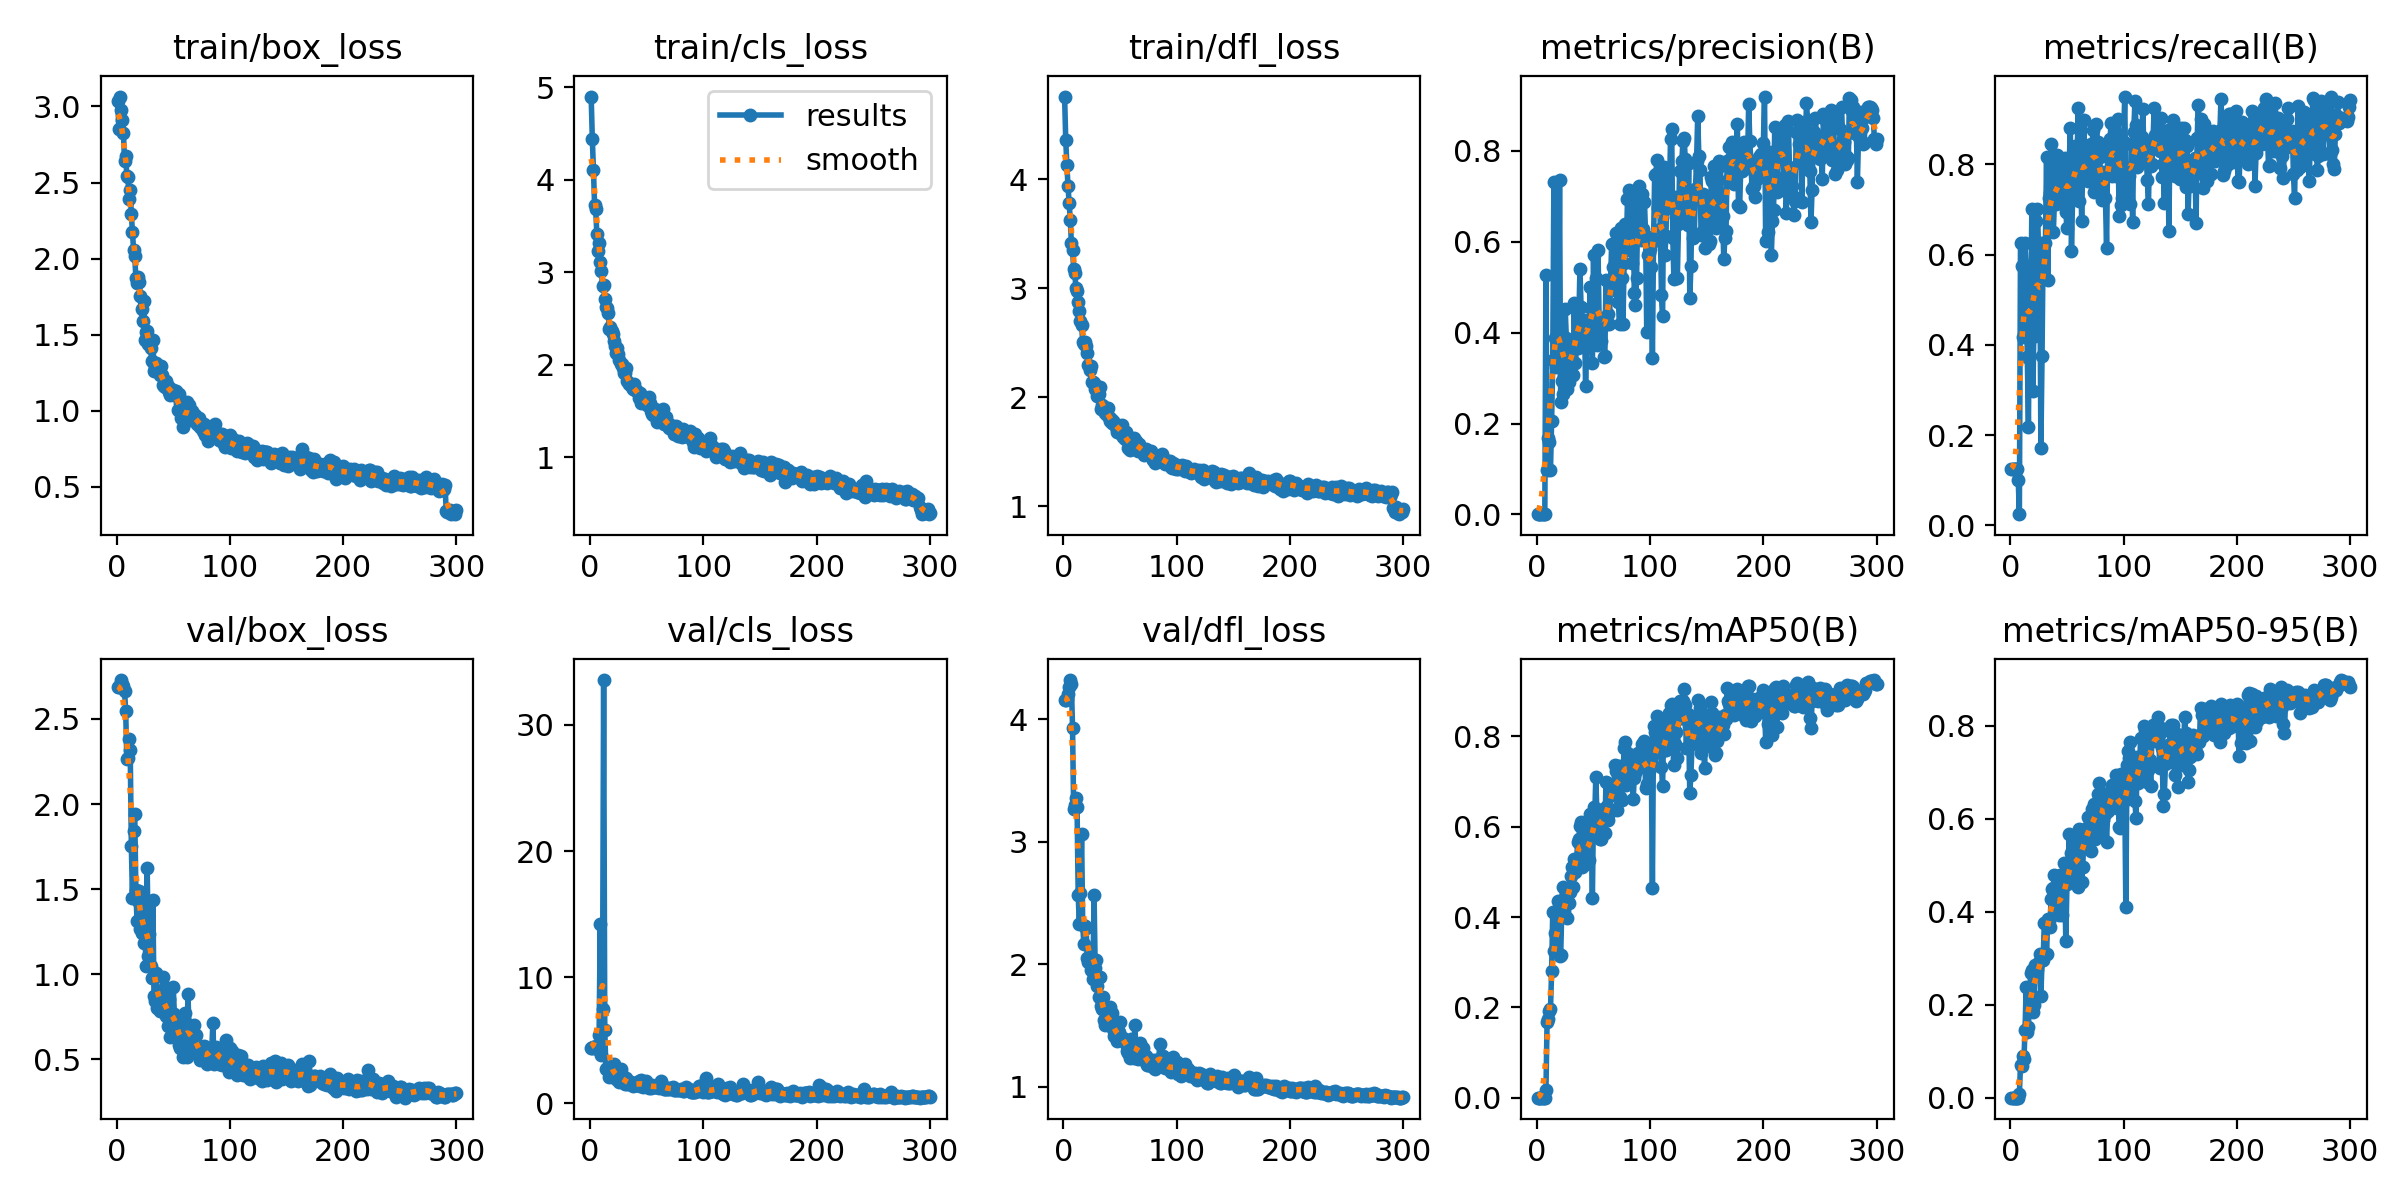 train/box_loss
3.0
2.5
2.0
1.5
1.0
0.5
0 100 200 300
train/cls_loss
results
smooth
5
4
3
2
1
0 100 200 300
train/dfl_loss
4
3
2
1
0 100 200 300
metrics/precision(B)
0.8
0.6
0.4
0.2
0.0
0 100 200 300
metrics/recall(B)
0.8
0.6
0.4
0.2
0.0
0 100 200 300
val/box_loss
2.5
2.0
1.5
1.0
0.5
0 100 200 300
val/cls_loss
30
20
10
0
0 100 200 300
val/dfl_loss
4
3
2
1
0 100 200 300
metrics/mAP50(B)
0.8
0.6
0.4
0.2
0.0
0 100 200 300
metrics/mAP50-95(B)
0.8
0.6
0.4
0.2
0.0
0 100 200 300